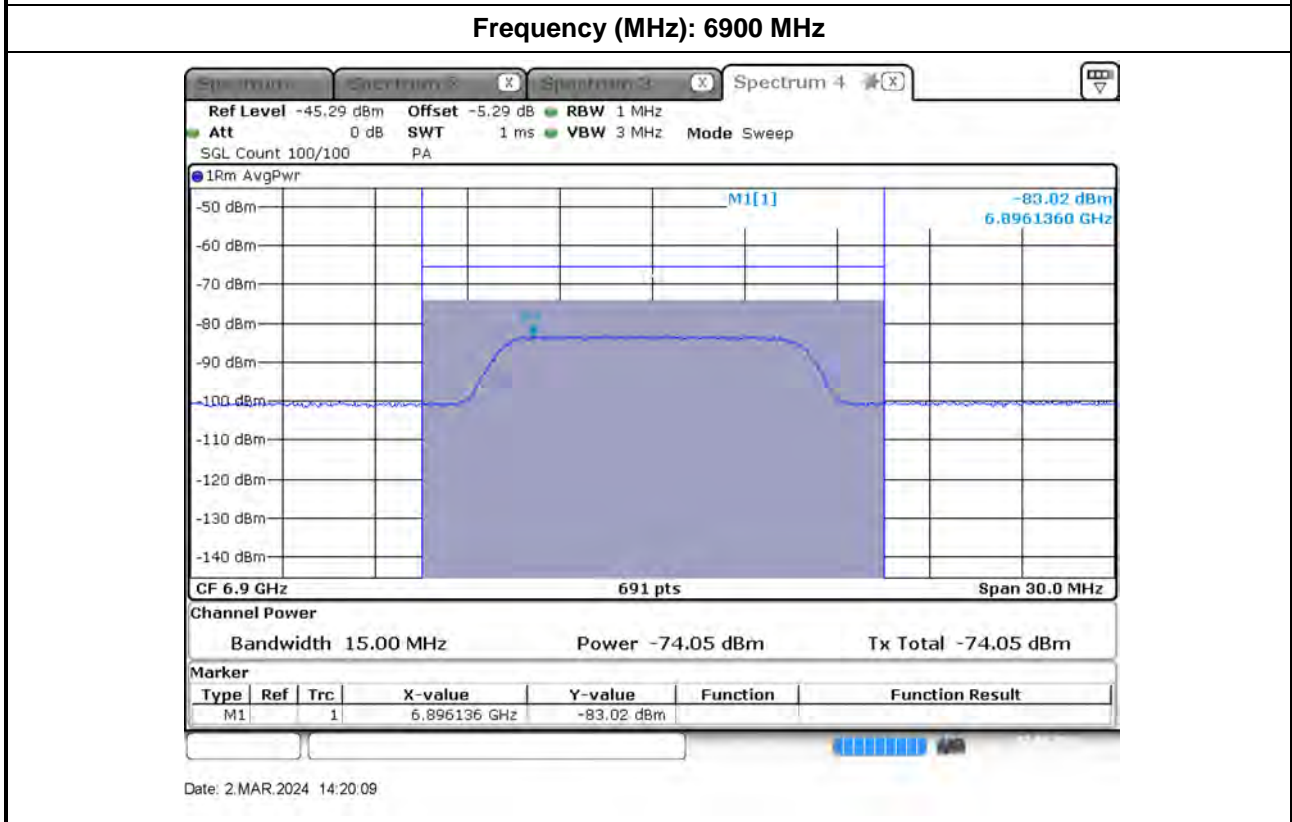 Frequency (MHz): 6900 MHz
Spectrum 4
Ref Level -45.29 dBm Offset -5.29 dB RBW 1 MHz
Att 0 dB SWT 1 ms VBW 3 MHz Mode Sweep
SGL Count 100/100 PA
1Rm AvgPwr
M1[1] -83.02 dBm
6.8961360 GHz
-50 dBm
-60 dBm
-70 dBm
-80 dBm
-90 dBm
-100 dBm
-110 dBm
-120 dBm
-130 dBm
-140 dBm
CF 6.9 GHz 691 pts Span 30.0 MHz
Channel Power
Bandwidth 15.00 MHz Power -74.05 dBm Tx Total -74.05 dBm
Marker
Type Ref Trc X-value Y-value Function Function Result
M1 1 6.896136 GHz -83.02 dBm
Date: 2.MAR.2024 14:20:09